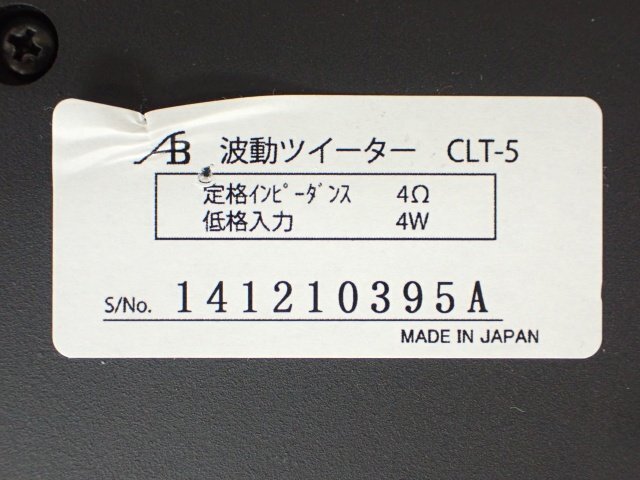 AB 波動ツイーター CLT-5
定格ｲﾝﾋﾟｰﾀﾞﾝｽ 4Ω
低格入力 4W
S/No. 141210395A
MADE IN JAPAN